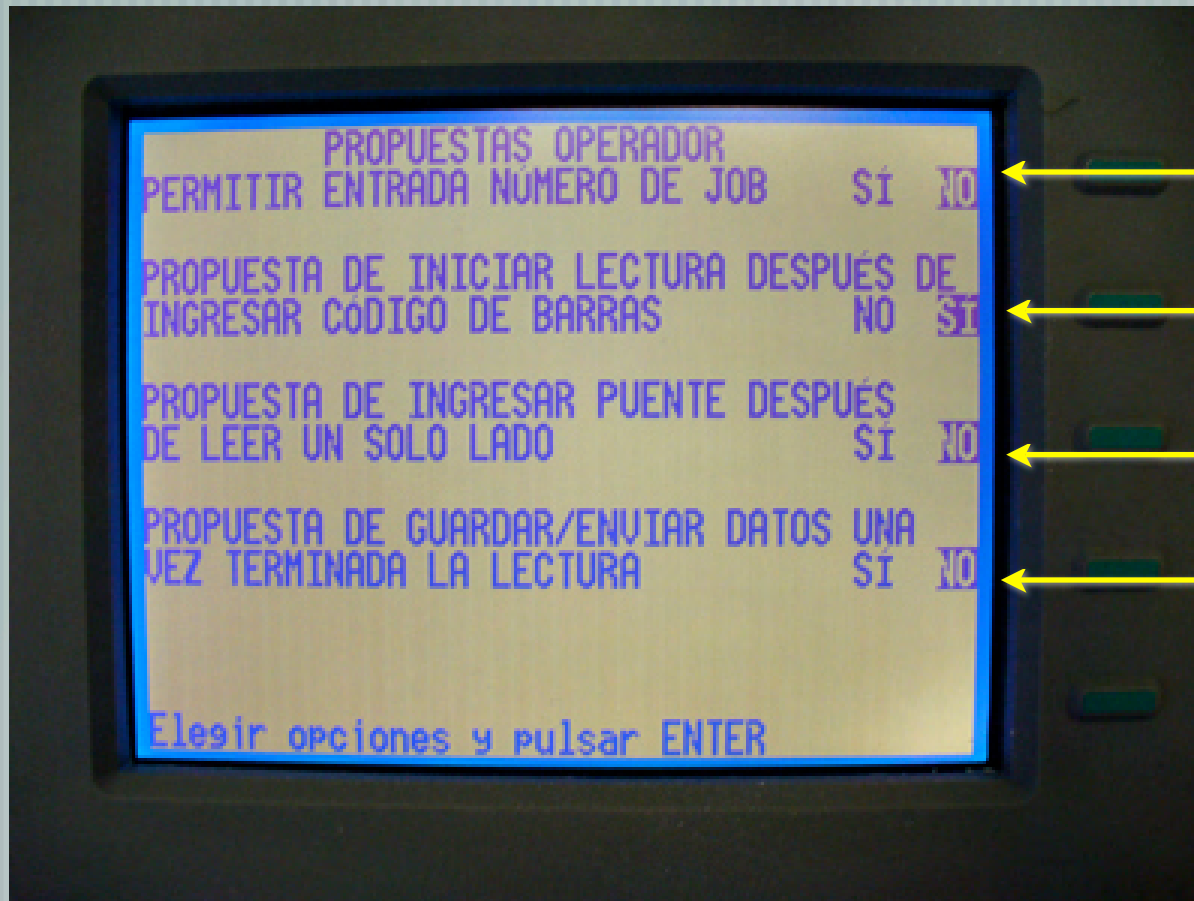 PROPUESTAS OPERADOR
PERMITIR ENTRADA NÚMERO DE JOB SÍ NO
PROPUESTA DE INICIAR LECTURA DESPUÉS DE
INGRESAR CÓDIGO DE BARRAS NO SÍ
PROPUESTA DE INGRESAR PUENTE DESPUÉS
DE LEER UN SOLO LADO SÍ NO
PROPUESTA DE GUARDAR/ENVIAR DATOS UNA
VEZ TERMINADA LA LECTURA SÍ NO
Elegir opciones y pulsar ENTER